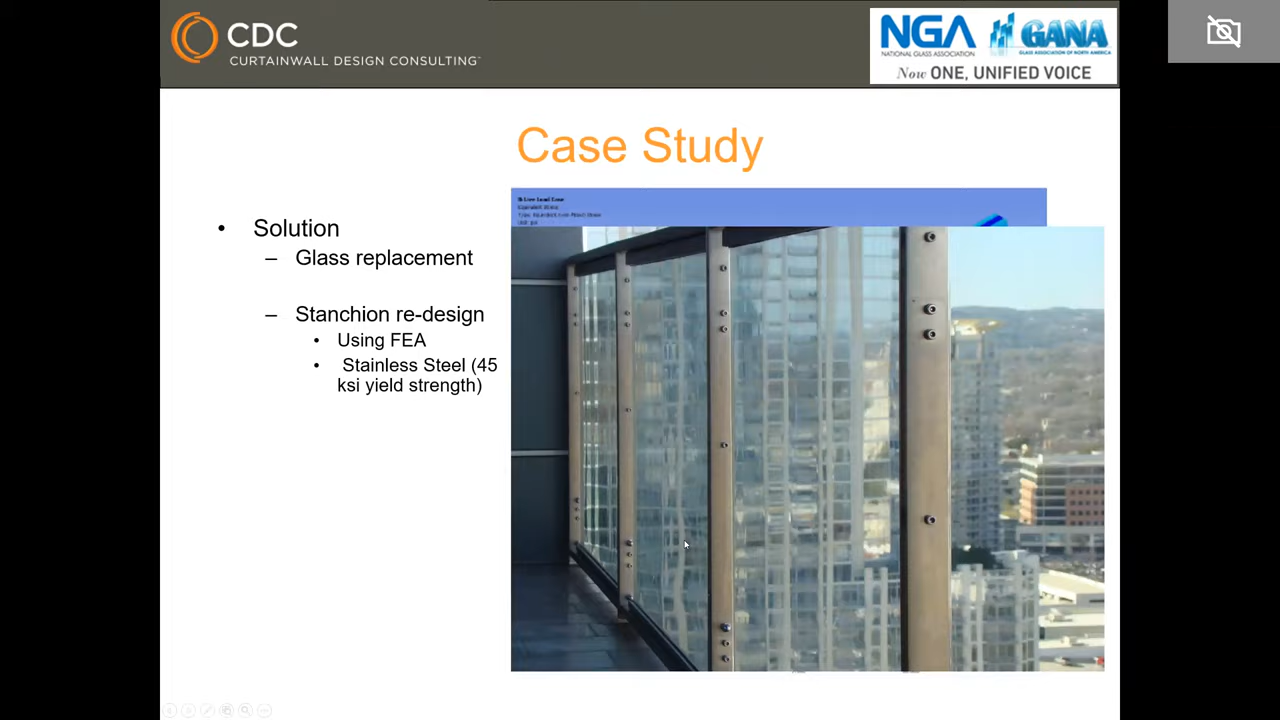 CDC
CURTAINWALL DESIGN CONSULTING
NGA
NATIONAL GLASS ASSOCIATION
GANA
GLASS ASSOCIATION OF NORTH AMERICA
Now ONE, UNIFIED VOICE
Case Study
• Solution
– Glass replacement
– Stanchion re-design
• Using FEA
• Stainless Steel (45
ksi yield strength)